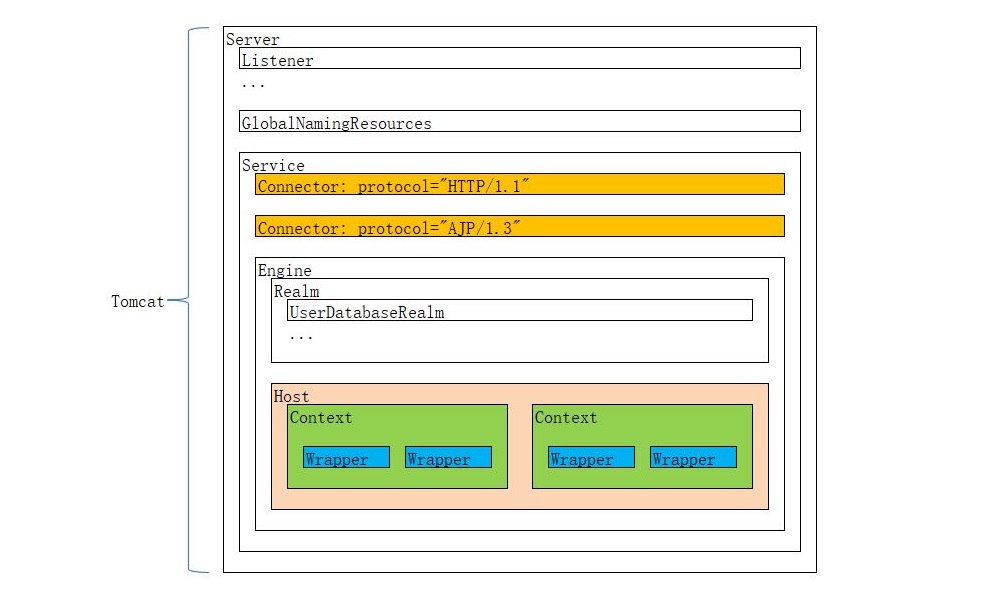 Server
Listener
...
GlobalNamingResources
Service
Connector: protocol="HTTP/1.1"
Connector: protocol="AJP/1.3"
Engine
Realm
Tomcat
UserDatabaseRealm
...
Host
Context Context
Wrapper Wrapper Wrapper Wrapper